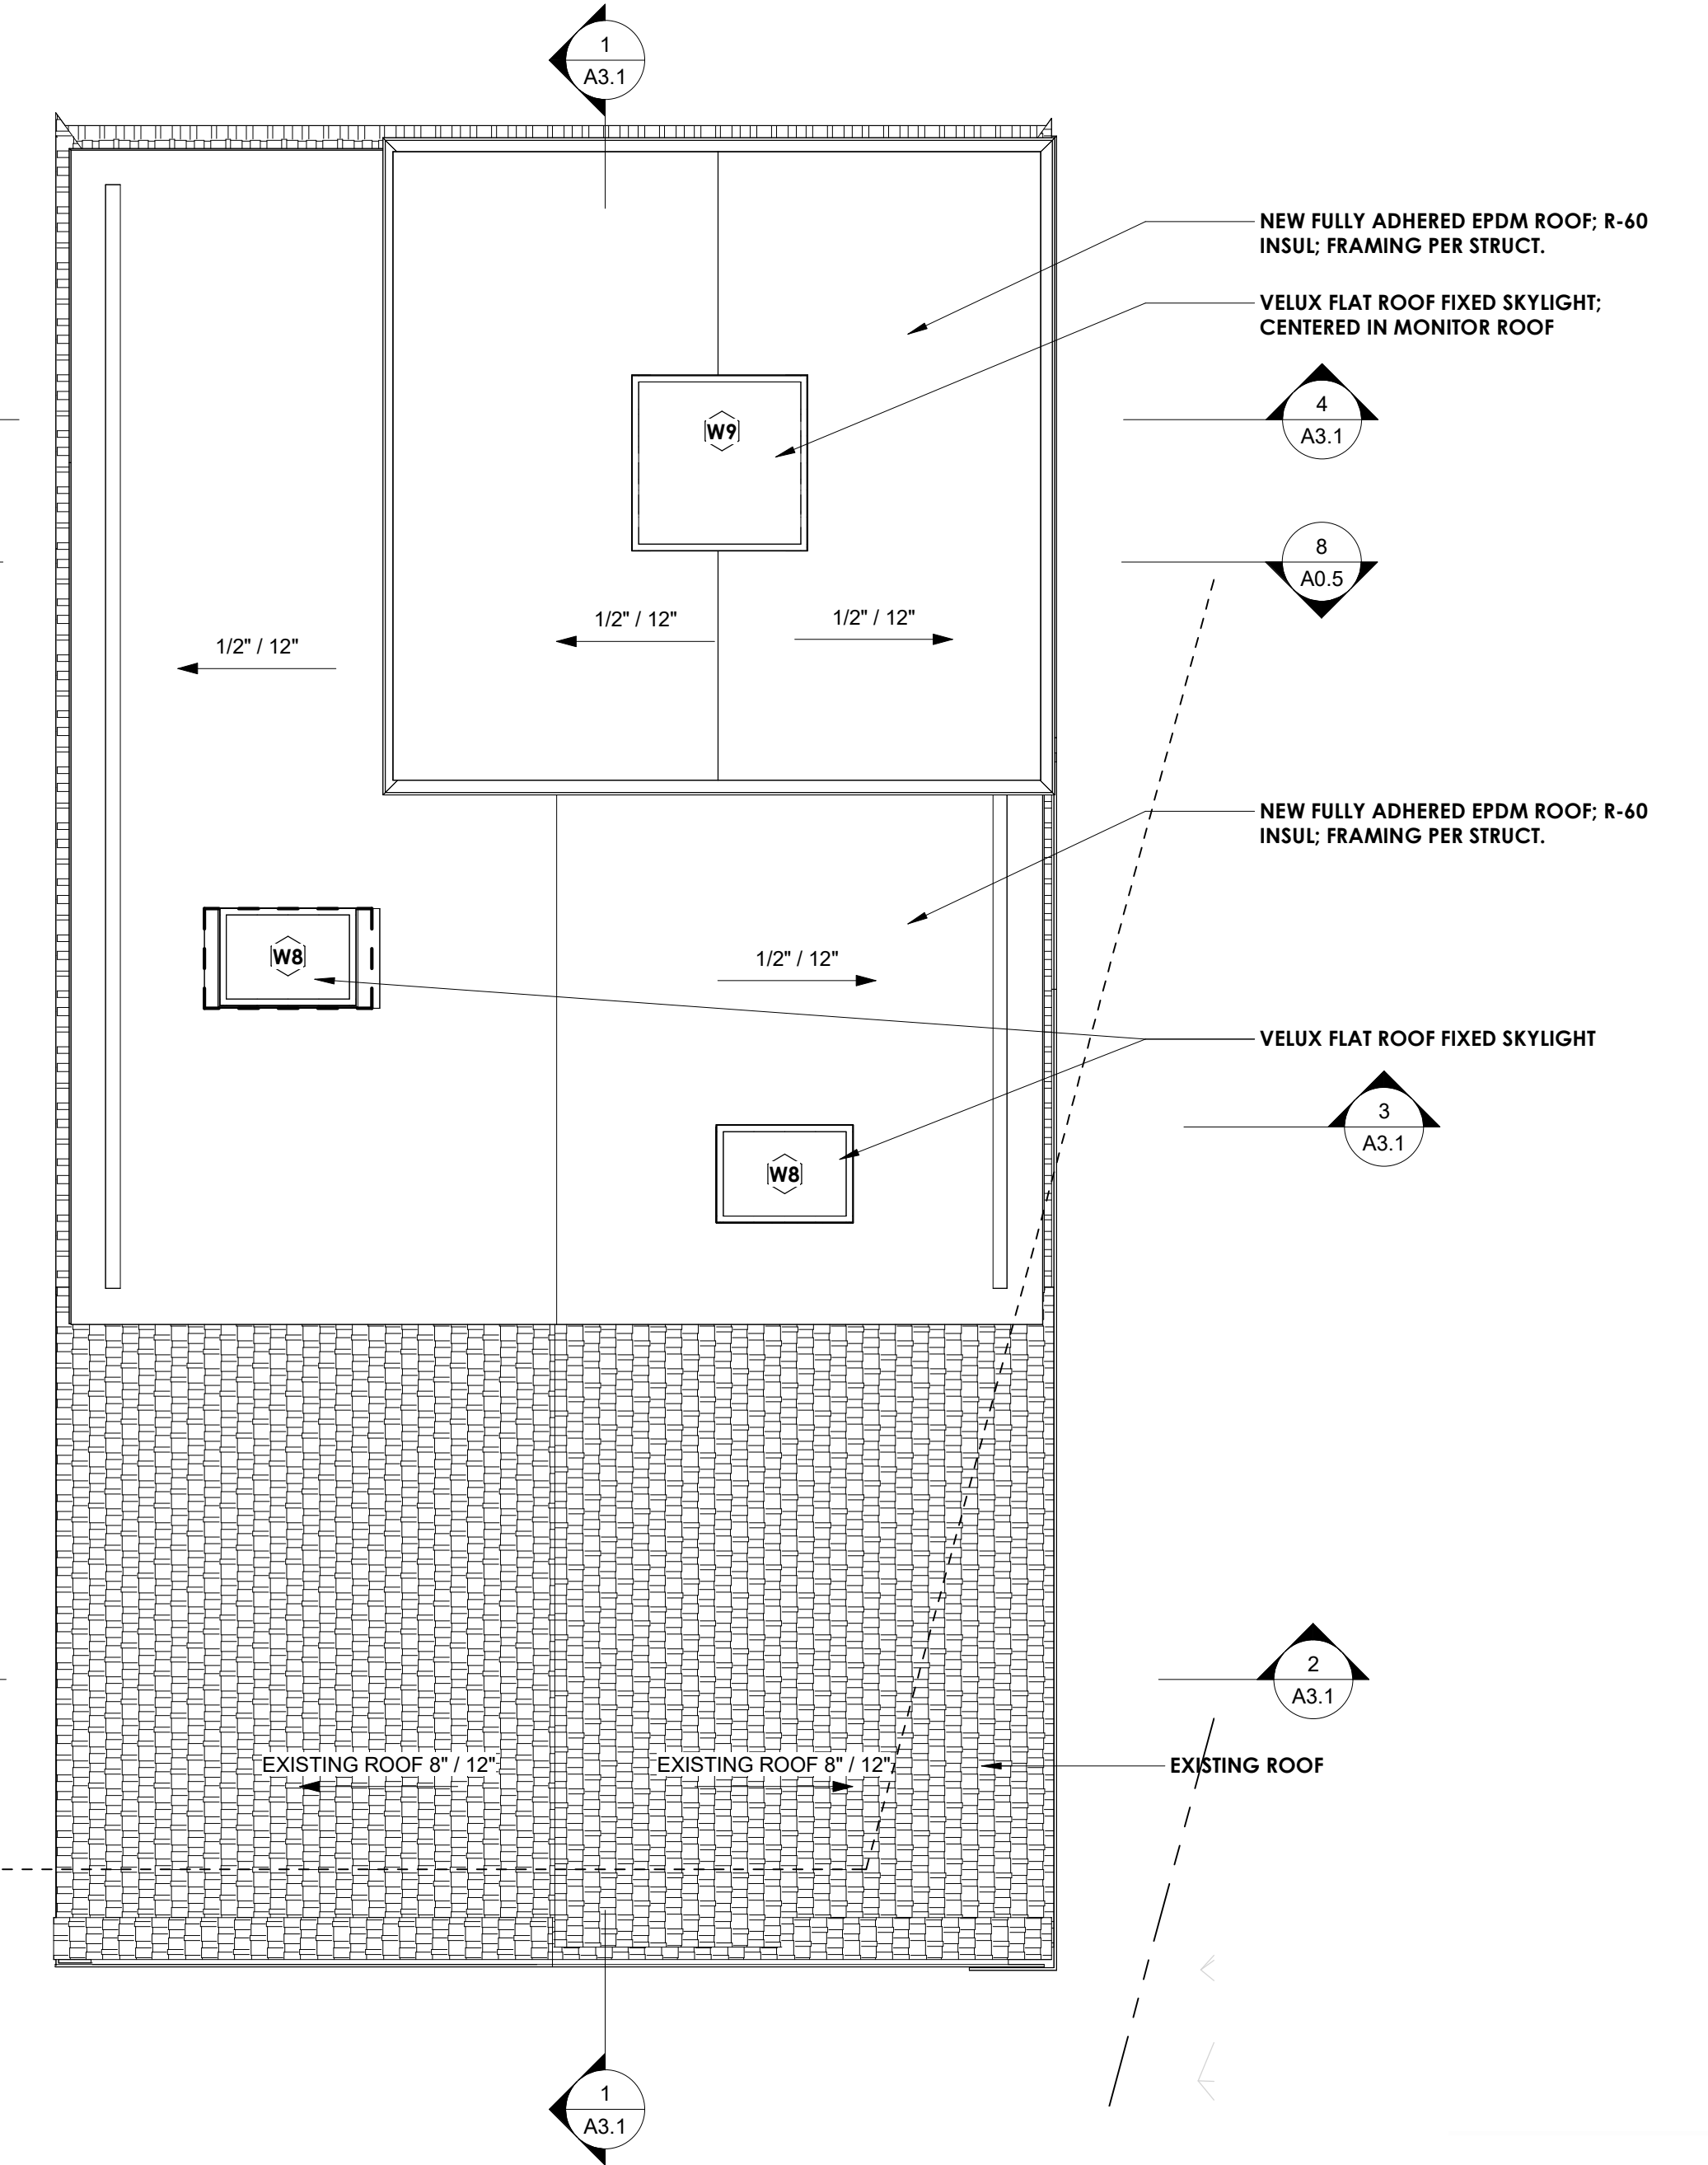 1
A3.1
NEW FULLY ADHERED EPDM ROOF; R-60
INSUL; FRAMING PER STRUCT.
VELUX FLAT ROOF FIXED SKYLIGHT;
CENTERED IN MONITOR ROOF
4
A3.1
W9
8
A0.5
1/2" / 12"
1/2" / 12"
1/2" / 12"
NEW FULLY ADHERED EPDM ROOF; R-60
INSUL; FRAMING PER STRUCT.
W8
1/2" / 12"
VELUX FLAT ROOF FIXED SKYLIGHT
3
A3.1
W8
2
A3.1
EXISTING ROOF 8" / 12"
EXISTING ROOF 8" / 12"
EXISTING ROOF
1
A3.1